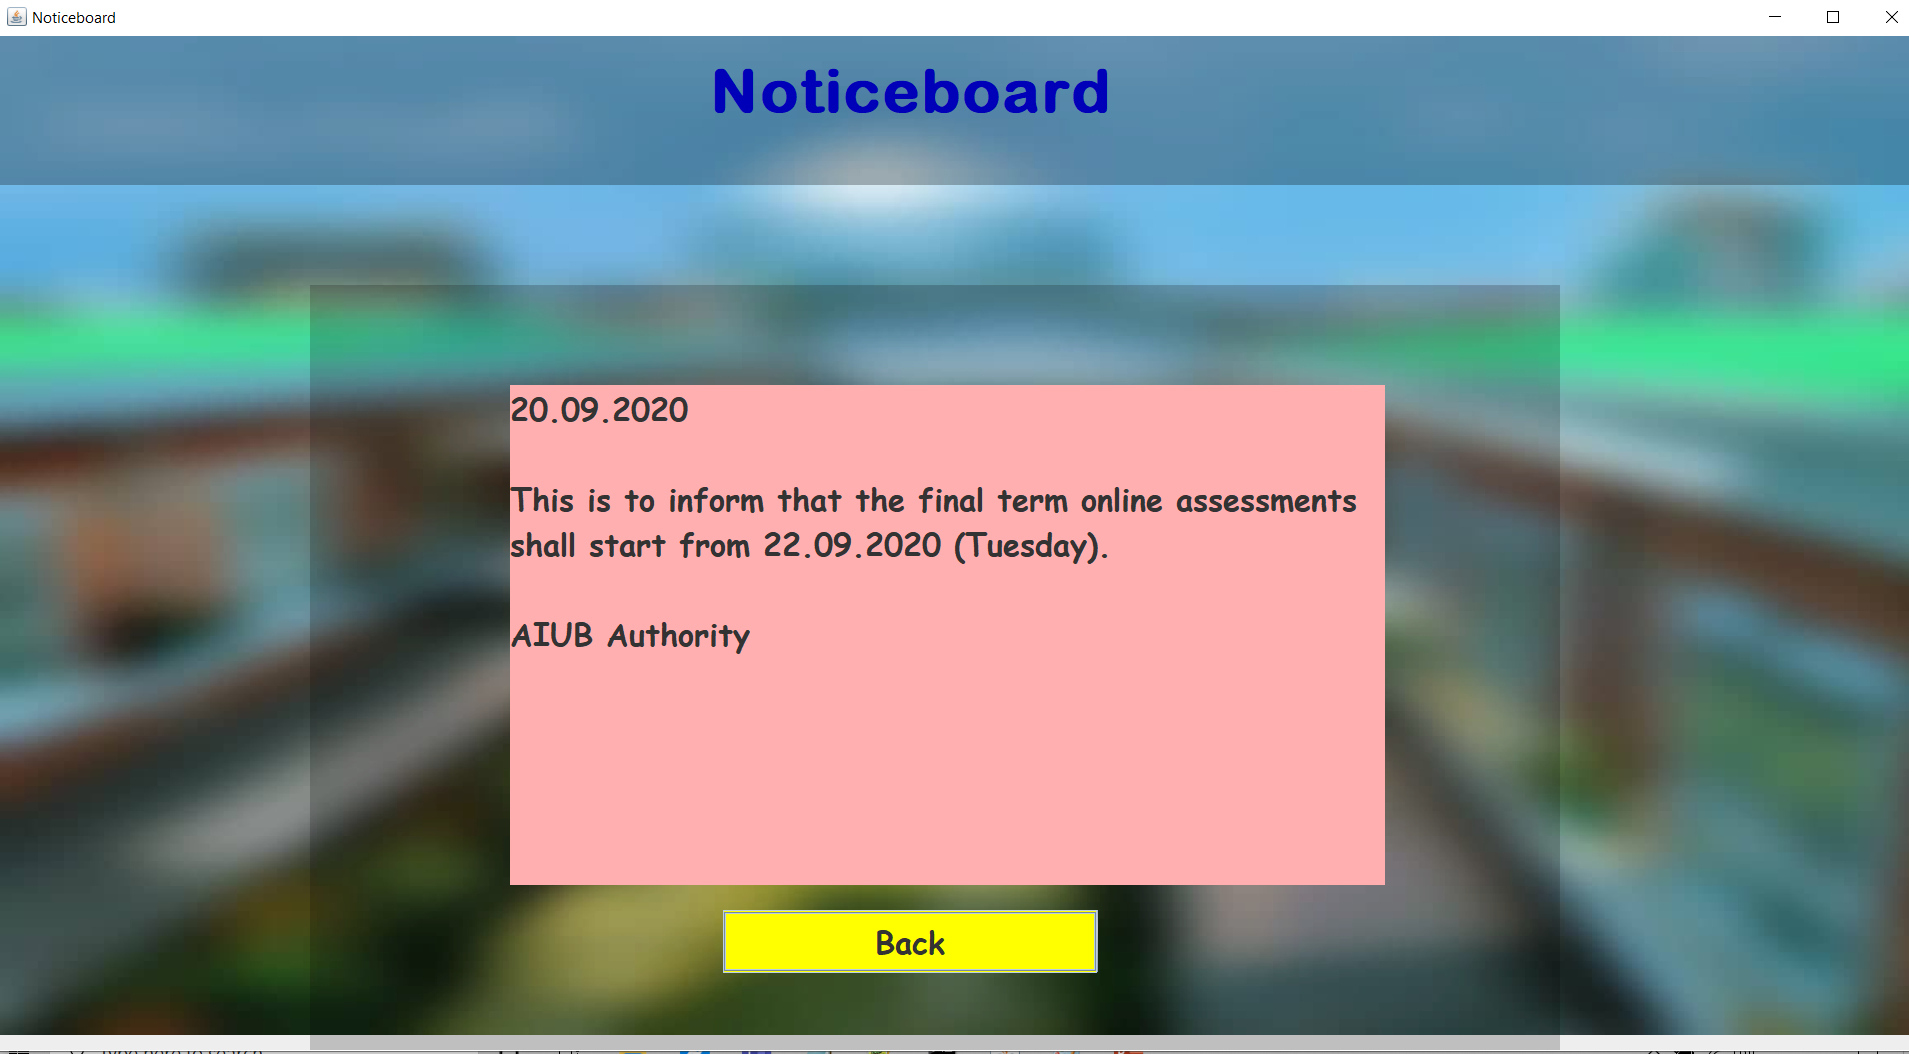 Noticeboard
Noticeboard
20.09.2020
This is to inform that the final term online assessments
shall start from 22.09.2020 (Tuesday).
AIUB Authority
Back